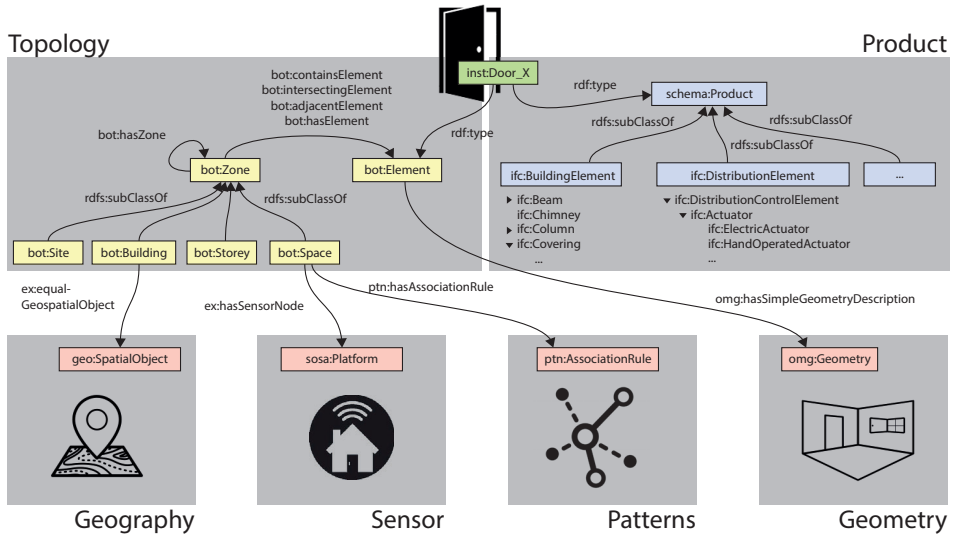 Topology
Product
inst:Door_X
bot:containsElement
bot:intersectingElement
bot:adjacentElement
bot:hasElement
rdf:type
rdf:type
schema:Product
rdfs:subClassOf
rdfs:subClassOf
rdfs:subClassOf
bot:hasZone
bot:Zone
bot:Element
ifc:BuildingElement
ifc:DistributionElement
...
rdfs:subClassOf
rdfs:subClassOf
ifc:Beam
ifc:Chimney
ifc:Column
ifc:Covering
...
ifc:DistributionControlElement
ifc:Actuator
ifc:ElectricActuator
ifc:HandOperatedActuator
...
bot:Site
bot:Building
bot:Storey
bot:Space
ex:equal-
GeospatialObject
ex:hasSensorNode
ptn:hasAssociationRule
omg:hasSimpleGeometryDescription
geo:SpatialObject
sosa:Platform
ptn:AssociationRule
omg:Geometry
Geography
Sensor
Patterns
Geometry